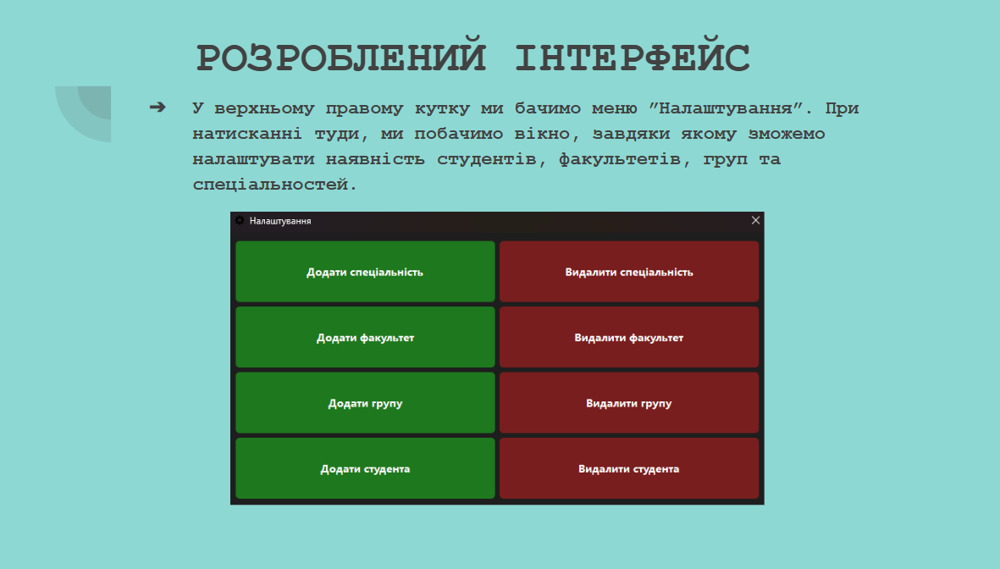 РОЗРОБЛЕНИЙ ІНТЕРФЕЙС
➔ У верхньому правому кутку ми бачимо меню ”Налаштування”. При
натисканні туди, ми побачимо вікно, завдяки якому зможемо
налаштувати наявність студентів, факультетів, груп та
спеціальностей.
Налаштування
Додати спеціальність
Видалити спеціальність
Додати факультет
Видалити факультет
Додати групу
Видалити групу
Додати студента
Видалити студента